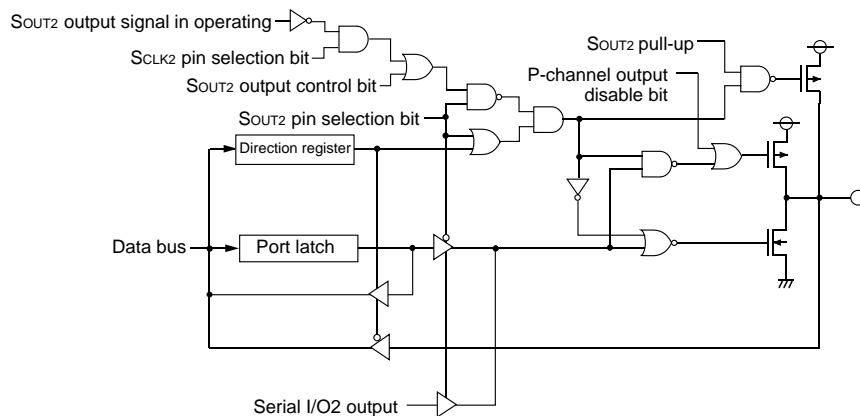 SOUT2 output signal in operating
SCLK2 pin selection bit
SOUT2 output control bit
SOUT2 pin selection bit
SOUT2 pull-up
P-channel output
disable bit
Direction register
Data bus
Port latch
Serial I/O2 output